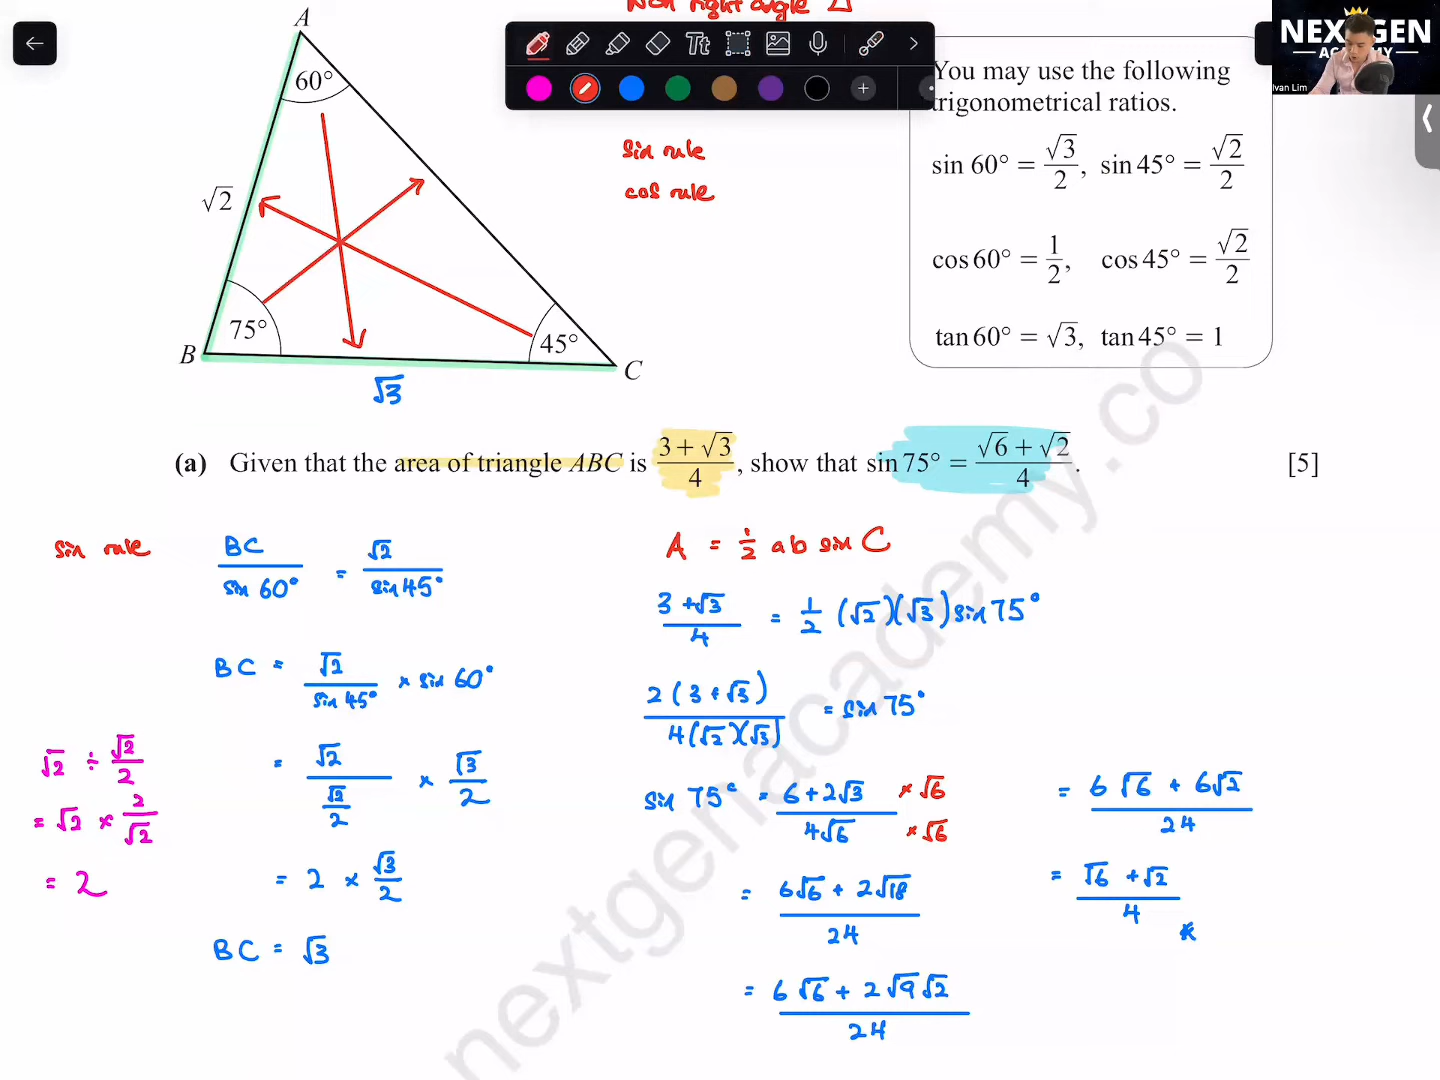 Non right angle Δ
NEXTGEN
ACADEMY
Ivan Lim
Tt
A
60°
√2
75°
B
45°
C
√3
sin rule
cos rule
You may use the following
trigonometrical ratios.
sin 60° = √3/2, sin 45° = √2/2
cos 60° = 1/2, cos 45° = √2/2
tan 60° = √3, tan 45° = 1
(a) Given that the area of triangle ABC is (3 + √3)/4, show that sin 75° = (√6 + √2)/4. [5]
sin rule
BC/sin 60° = √2/sin 45°
BC = √2/sin 45° × sin 60°
= √2/(√2/2) × √3/2
= 2 × √3/2
BC = √3
√2 ÷ √2/2
= √2 × 2/√2
= 2
A = ½ ab sin C
(3 + √3)/4 = 1/2 (√2)(√3) sin 75°
2(3 + √3)/4(√2)(√3) = sin 75°
sin 75° = (6 + 2√3)/4√6 × √6 × √6
= (6√6 + 2√18)/24
= (6√6 + 2√9√2)/24
= (6√6 + 6√2)/24
= (√6 + √2)/4
nextgenacademy.co